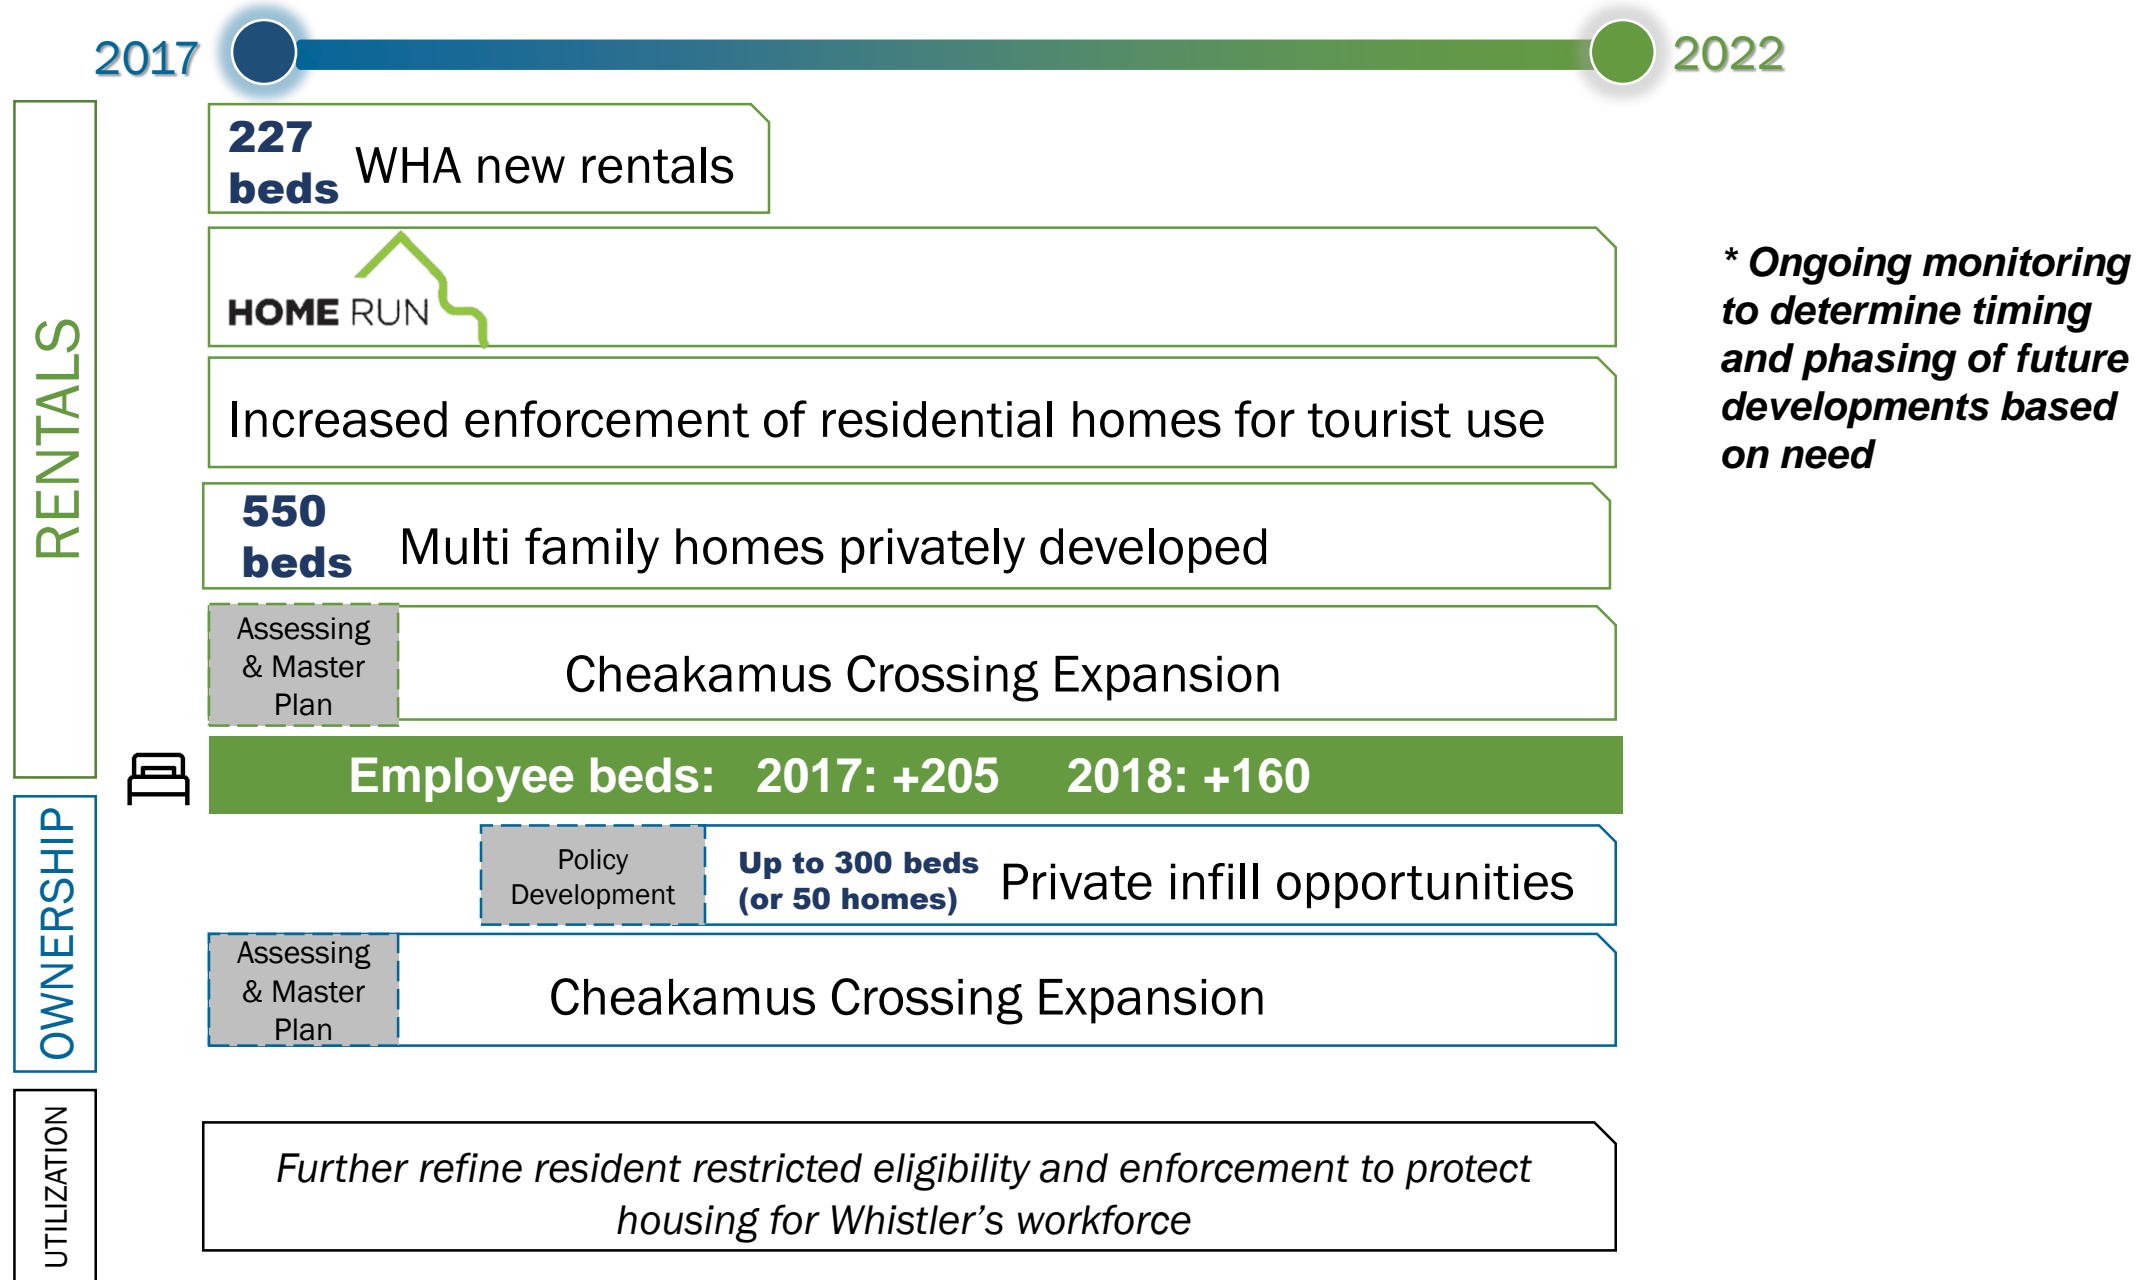 2017
2022
RENTALS
227
beds
WHA new rentals
HOME RUN
Increased enforcement of residential homes for tourist use
550
beds
Multi family homes privately developed
Assessing
& Master
Plan
Cheakamus Crossing Expansion
Employee beds: 2017: +205 2018: +160
* Ongoing monitoring
to determine timing
and phasing of future
developments based
on need
OWNERSHIP
Policy
Development
Up to 300 beds
(or 50 homes)
Private infill opportunities
Assessing
& Master
Plan
Cheakamus Crossing Expansion
UTILIZATION
Further refine resident restricted eligibility and enforcement to protect
housing for Whistler’s workforce